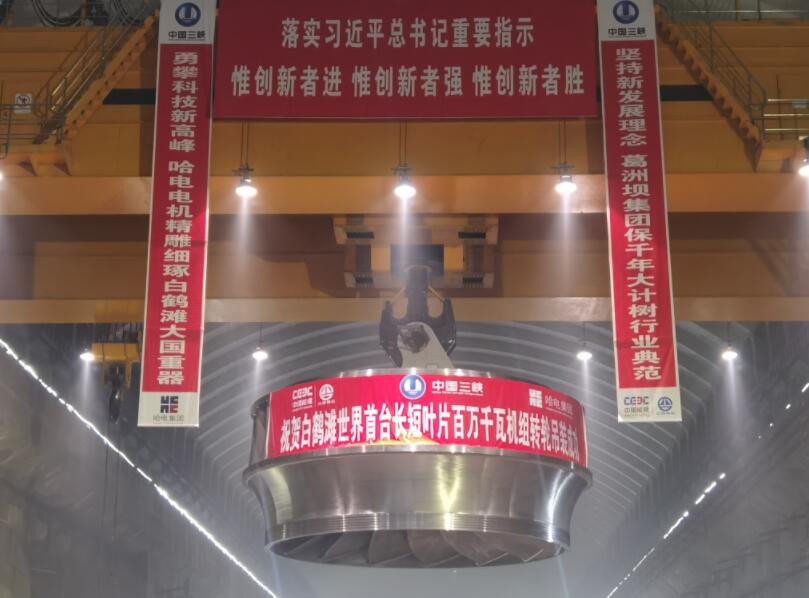 落实习近平总书记重要指示
惟创新者进 惟创新者强 惟创新者胜
中国三峡
勇攀科技新高峰 哈电电机精雕细琢白鹤滩大国重器
哈电集团
中国三峡
坚持新发展理念 葛洲坝集团保千年大计树行业典范
CGGC
中国三峡
哈电集团
祝贺白鹤滩世界首台长短叶片百万千瓦机组转轮吊装成功